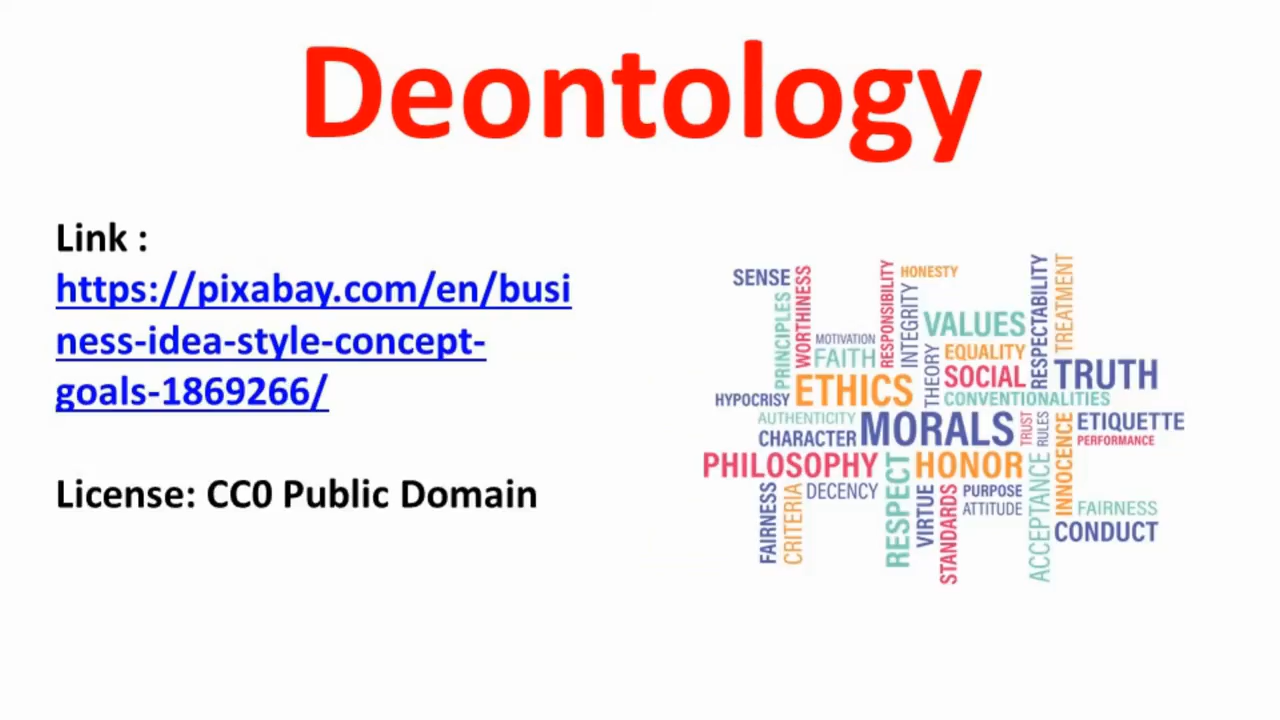 Deontology
Link :
https://pixabay.com/en/busi
ness-idea-style-concept-
goals-1869266/
License: CC0 Public Domain
SENSE
PRINCIPLES
WORTHINESS
MOTIVATION
FAITH
RESPONSIBILITY
HONESTY
INTEGRITY
VALUES
THEORY
EQUALITY
SOCIAL
RESPECTABILITY
TREATMENT
TRUTH
HYPOCRISY
ETHICS
CONVENTIONALITIES
AUTHENTICITY
CHARACTER
MORALS
TRUST
RULES
INNOCENCE
ETIQUETTE
PERFORMANCE
PHILOSOPHY
RESPECT
HONOR
ACCEPTANCE
FAIRNESS
CRITERIA
DECENCY
VIRTUE
STANDARDS
PURPOSE
ATTITUDE
FAIRNESS
CONDUCT